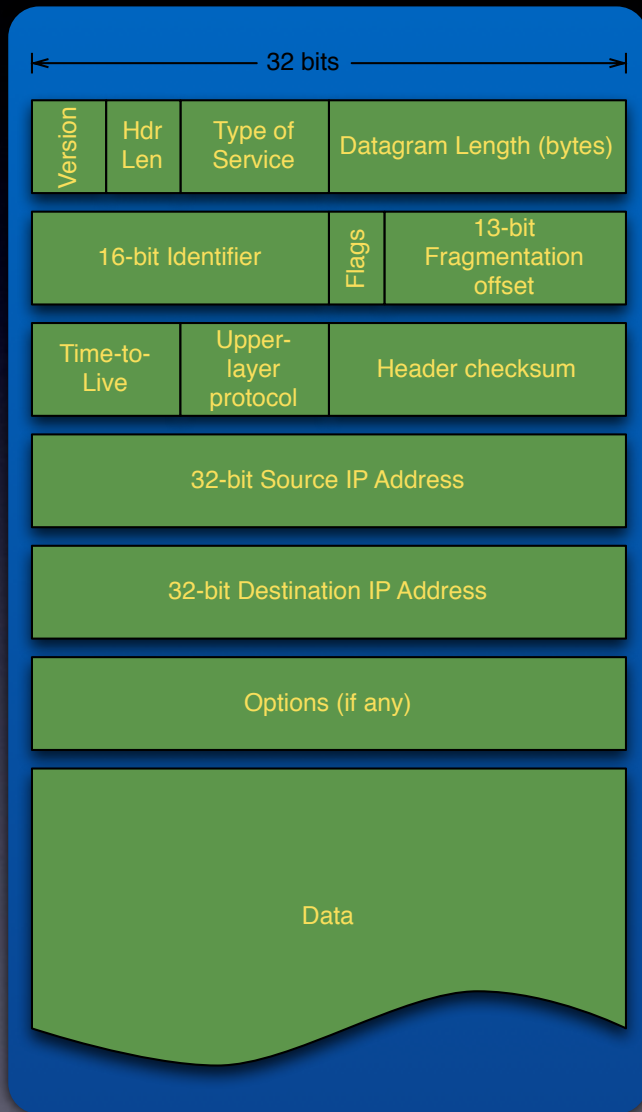 32 bits
Version
Hdr
Len
Type of
Service
Datagram Length (bytes)
16-bit Identifier
Flags
13-bit
Fragmentation
offset
Time-to-
Live
Upper-
layer
protocol
Header checksum
32-bit Source IP Address
32-bit Destination IP Address
Options (if any)
Data